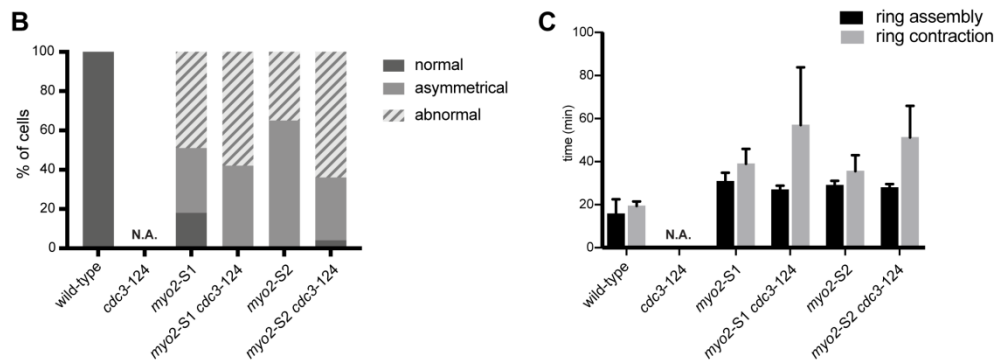 B
% of cells
100
80
60
40
20
0
N.A.
wild-type
cdc3-124
myo2-S1
myo2-S1 cdc3-124
myo2-S2
myo2-S2 cdc3-124
normal
asymmetrical
abnormal
C
ring assembly
ring contraction
time (min)
100
80
60
40
20
0
N.A.
wild-type
cdc3-124
myo2-S1
myo2-S1 cdc3-124
myo2-S2
myo2-S2 cdc3-124